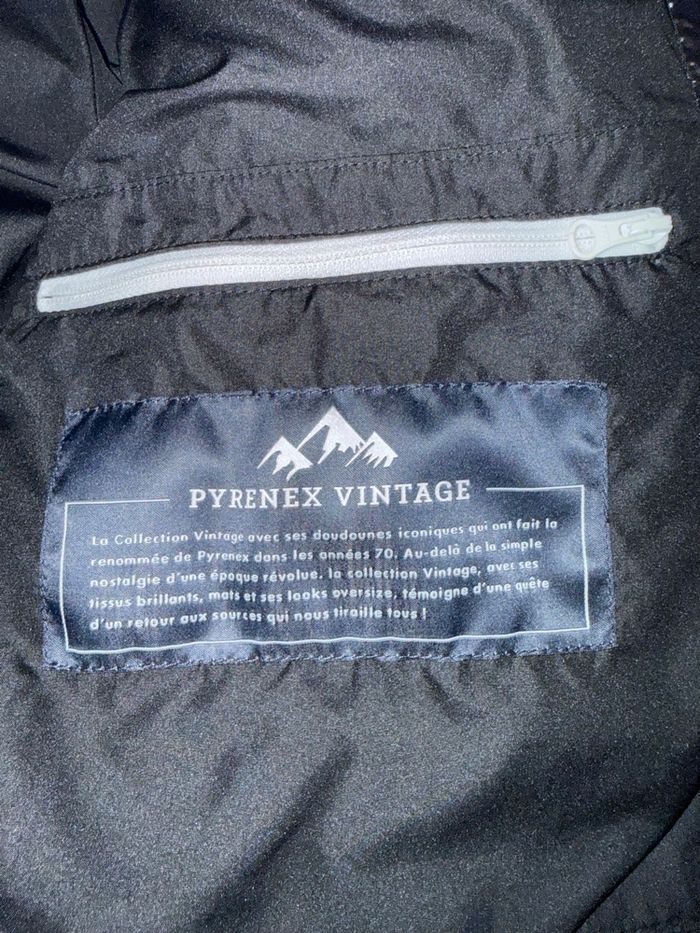 PYRENEX VINTAGE
La Collection Vintage avec ses doudounes iconiques qui ont fait la
renommée de Pyrenex dans les années 70. Au-delà de la simple
nostalgie d'une époque révolue, la collection Vintage, avec ses
tissus brillants, mats et ses looks oversize, témoigne d'une quête
d'un retour aux sources qui nous tiraille tous !